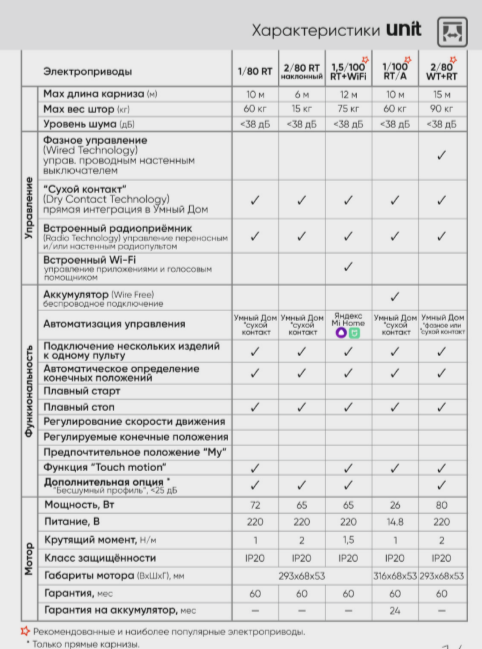 Характеристики unit
Электроприводы 1/80 RT 2/80 RT наклонный 1,5/100 RT+WiFi 1/100 RT/A 2/80 WT+RT
Max длина карниза (м) 10 м 6 м 12 м 10 м 15 м
Max вес штор (кг) 60 кг 15 кг 75 кг 60 кг 90 кг
Уровень шума (дБ) <38 дБ <38 дБ <38 дБ <38 дБ <38 дБ
Управление
Фазное управление
(Wired Technology)
управ. проводным настенным ✓
выключателем
"Сухой контакт"
(Dry Contact Technology) ✓ ✓ ✓ ✓ ✓
прямая интеграция в Умный Дом
Встроенный радиоприёмник
(Radio Technology) управление переносным ✓ ✓ ✓ ✓ ✓
и/или настенным радиопультом
Встроенный Wi-Fi
управление приложениями и голосовым ✓
помощником
Функциональность
Аккумулятор (Wire Free) ✓
беспроводное подключение
Автоматизация управления Умный Дом "сухой контакт Умный Дом "сухой контакт Яндекс Mi Home Умный Дом "сухой контакт Умный Дом "фазное или "сухой контакт
Подключение нескольких изделий
к одному пульту ✓ ✓ ✓ ✓ ✓
Автоматическое определение
конечных положений ✓ ✓ ✓ ✓ ✓
Плавный старт
Плавный стоп ✓ ✓ ✓ ✓ ✓
Регулирование скорости движения
Регулируемые конечные положения
Предпочтительное положение "My"
Функция "Touch motion" ✓ ✓ ✓ ✓
Дополнительная опция * ✓ ✓ ✓ ✓
"Бесшумный профиль", <25 дБ
Мотор
Мощность, Вт 72 65 65 26 80
Питание, В 220 220 220 14.8 220
Крутящий момент, Н/м 1 2 1,5 1 2
Класс защищённости IP20 IP20 IP20 IP20 IP20
Габариты мотора (ВхШхГ), мм 293x68x53 316x68x53 293x68x53
Гарантия, мес 60 60 60 60 60
Гарантия на аккумулятор, мес — — — 24 —
Рекомендованные и наиболее популярные электроприводы.
* Только прямые карнизы.